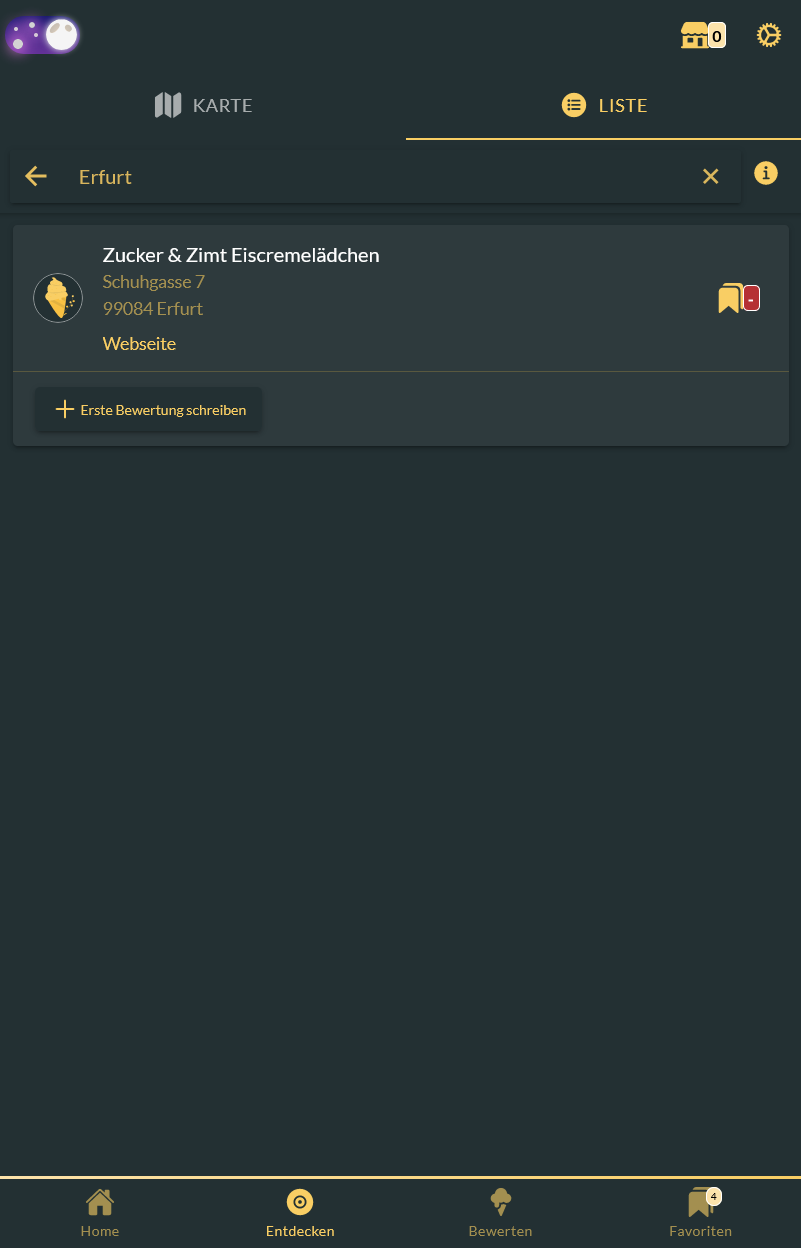 0
KARTE
LISTE
Erfurt
Zucker & Zimt Eiscremelädchen
Schuhgasse 7
99084 Erfurt
-
Webseite
Erste Bewertung schreiben
4
Home
Entdecken
Bewerten
Favoriten